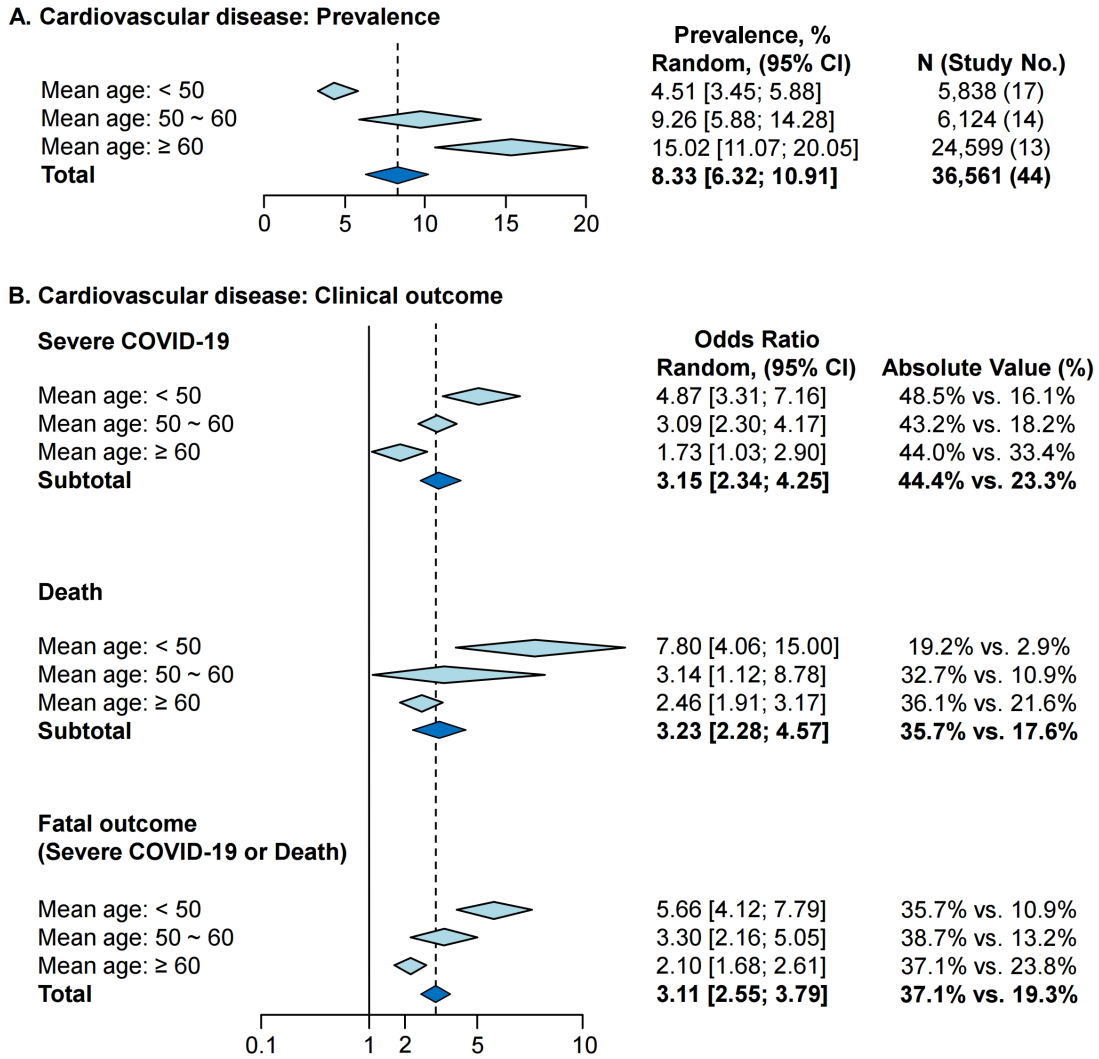 A. Cardiovascular disease: Prevalence
Prevalence, %
Random, (95% CI) N (Study No.)
Mean age: < 50 4.51 [3.45; 5.88] 5,838 (17)
Mean age: 50 ~ 60 9.26 [5.88; 14.28] 6,124 (14)
Mean age: ≥ 60 15.02 [11.07; 20.05] 24,599 (13)
Total 8.33 [6.32; 10.91] 36,561 (44)
0 5 10 15 20
B. Cardiovascular disease: Clinical outcome
Severe COVID-19 Odds Ratio
Random, (95% CI) Absolute Value (%)
Mean age: < 50 4.87 [3.31; 7.16] 48.5% vs. 16.1%
Mean age: 50 ~ 60 3.09 [2.30; 4.17] 43.2% vs. 18.2%
Mean age: ≥ 60 1.73 [1.03; 2.90] 44.0% vs. 33.4%
Subtotal 3.15 [2.34; 4.25] 44.4% vs. 23.3%
Death
Mean age: < 50 7.80 [4.06; 15.00] 19.2% vs. 2.9%
Mean age: 50 ~ 60 3.14 [1.12; 8.78] 32.7% vs. 10.9%
Mean age: ≥ 60 2.46 [1.91; 3.17] 36.1% vs. 21.6%
Subtotal 3.23 [2.28; 4.57] 35.7% vs. 17.6%
Fatal outcome
(Severe COVID-19 or Death)
Mean age: < 50 5.66 [4.12; 7.79] 35.7% vs. 10.9%
Mean age: 50 ~ 60 3.30 [2.16; 5.05] 38.7% vs. 13.2%
Mean age: ≥ 60 2.10 [1.68; 2.61] 37.1% vs. 23.8%
Total 3.11 [2.55; 3.79] 37.1% vs. 19.3%
0.1 1 2 5 10